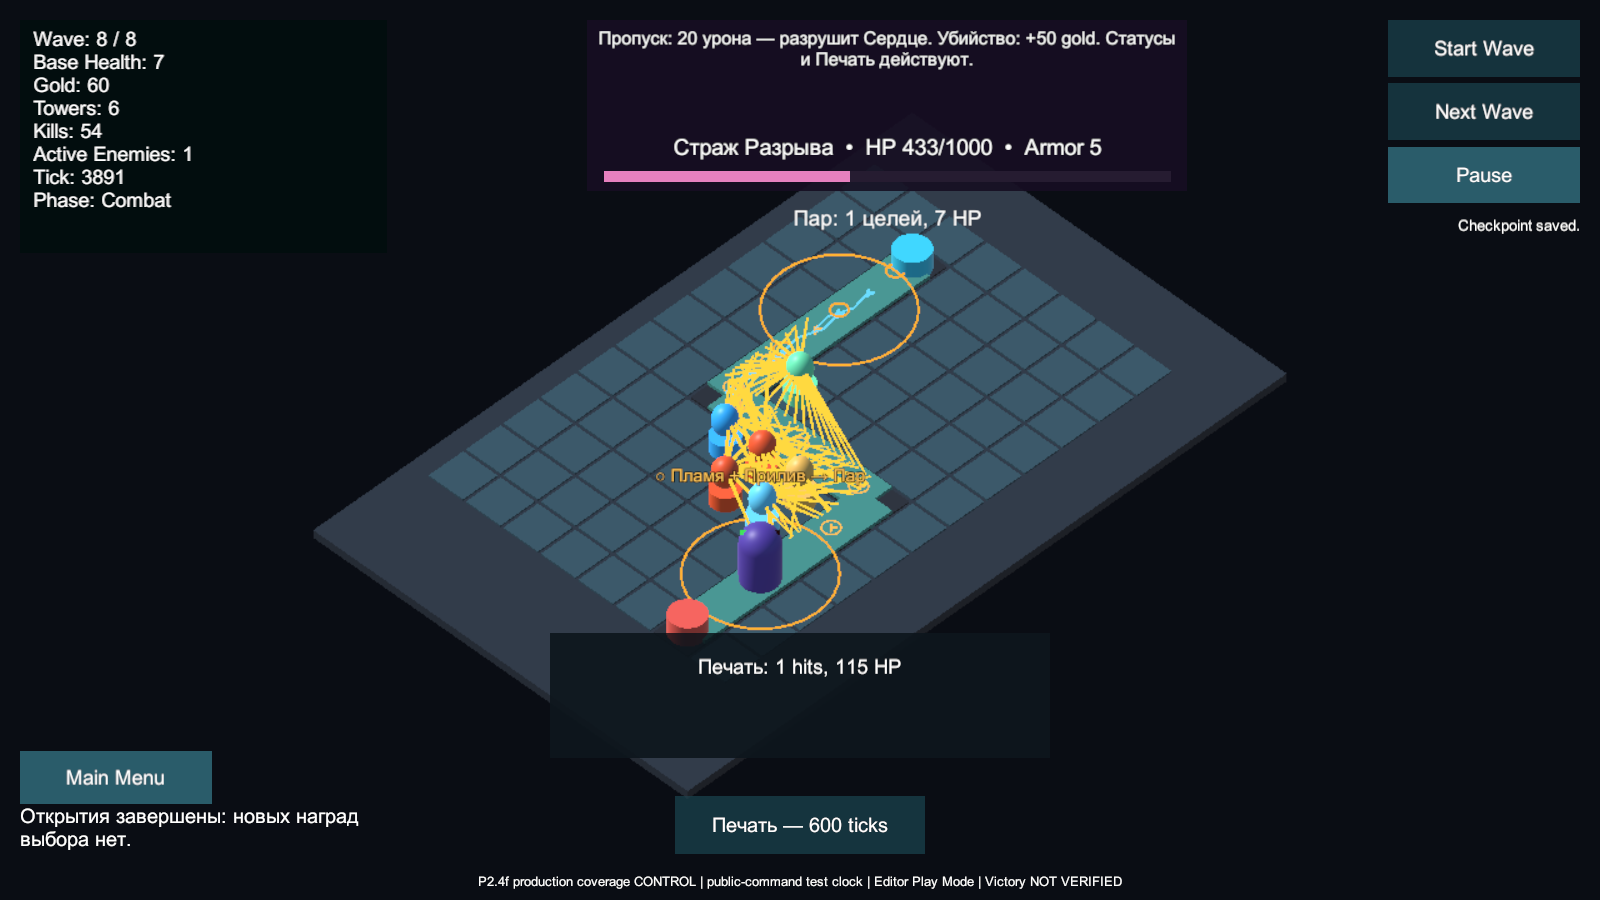 Wave: 8 / 8
Base Health: 7
Gold: 60
Towers: 6
Kills: 54
Active Enemies: 1
Tick: 3891
Phase: Combat
Пропуск: 20 урона — разрушит Сердце. Убийство: +50 gold. Статусы
и Печать действуют.
Страж Разрыва • HP 433/1000 • Armor 5
Start Wave
Next Wave
Pause
Checkpoint saved.
Пар: 1 целей, 7 HP
○ Пламя + Прилив → Пар
Печать: 1 hits, 115 HP
Main Menu
Открытия завершены: новых наград
выбора нет.
Печать — 600 ticks
P2.4f production coverage CONTROL | public-command test clock | Editor Play Mode | Victory NOT VERIFIED